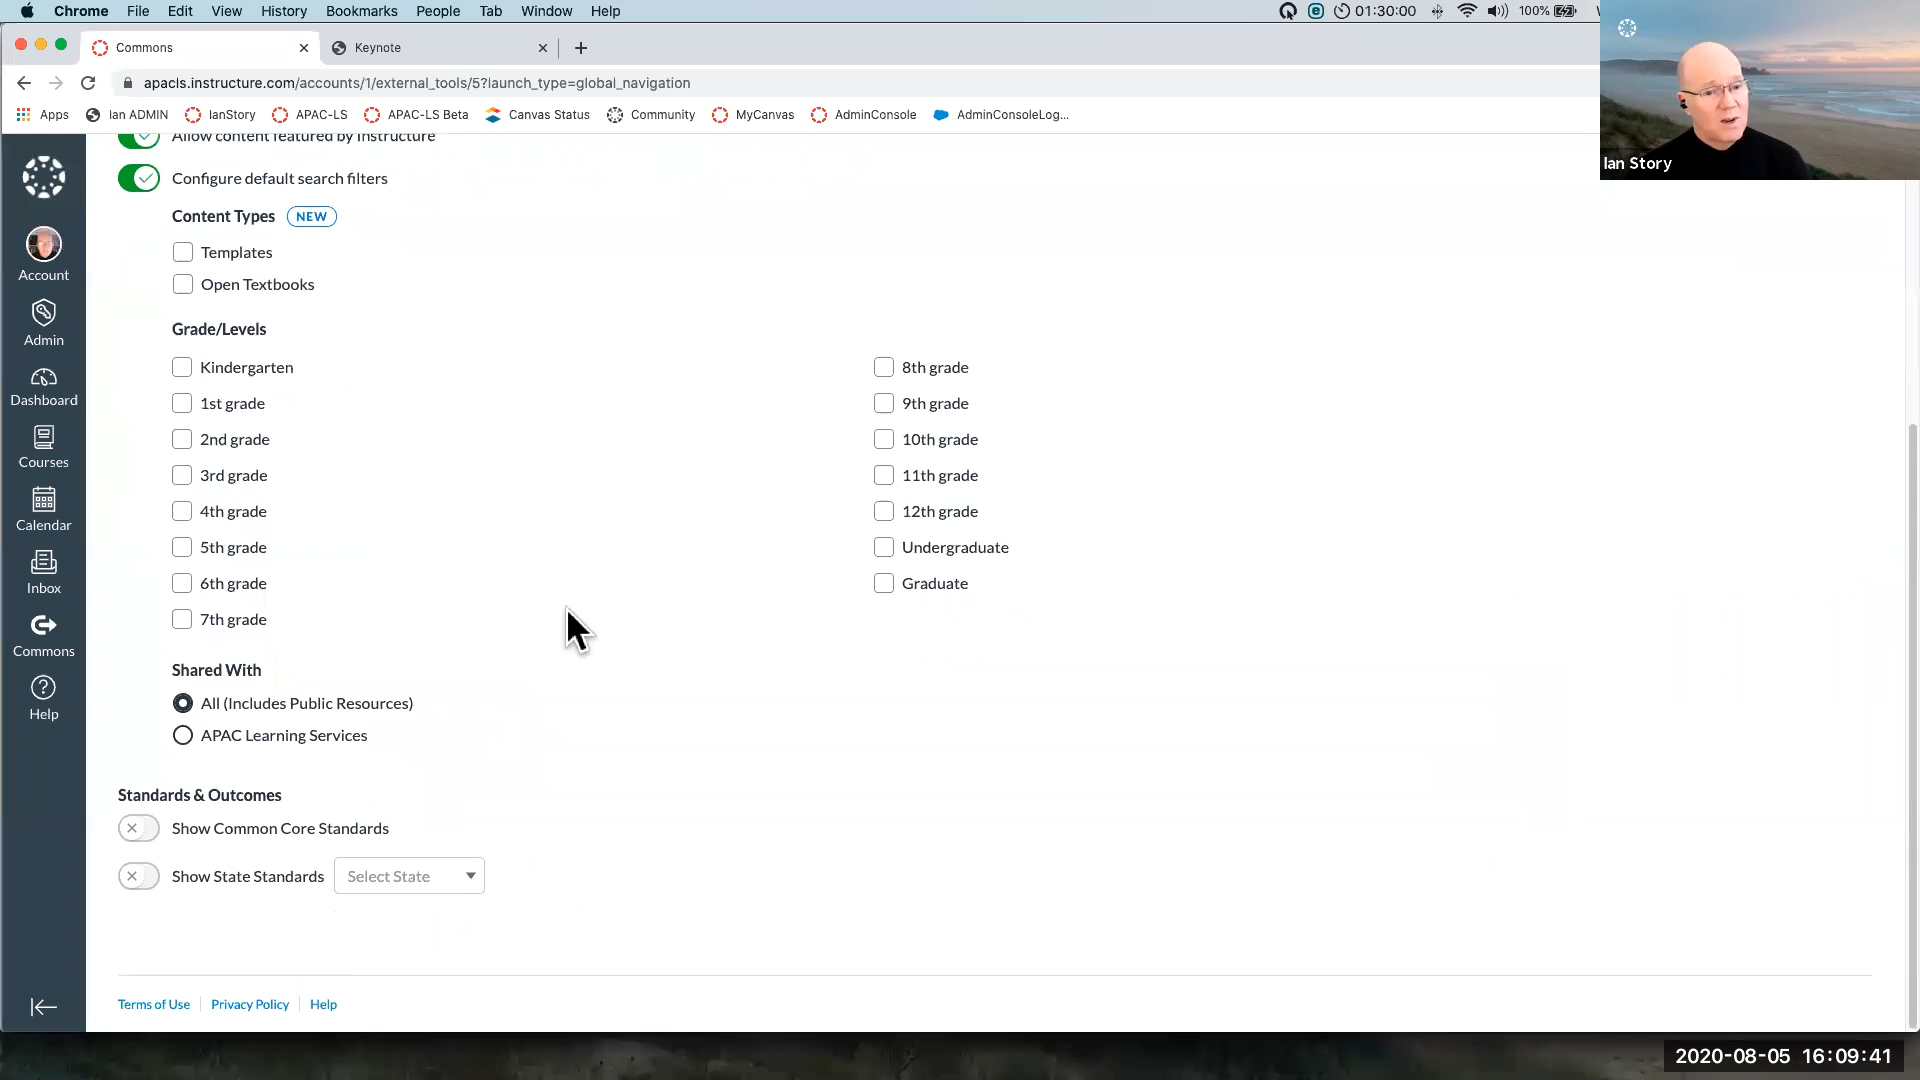 Chrome File Edit View History Bookmarks People Tab Window Help
01:30:00 100%
Commons
Keynote
apacls.instructure.com/accounts/1/external_tools/5?launch_type=global_navigation
Apps Ian ADMIN IanStory APAC-LS APAC-LS Beta Canvas Status Community MyCanvas AdminConsole AdminConsoleLog...
Ian Story
Account
Admin
Dashboard
Courses
Calendar
Inbox
Commons
Help
Allow content featured by Instructure
Configure default search filters
Content Types NEW
Templates
Open Textbooks
Grade/Levels
Kindergarten
1st grade
2nd grade
3rd grade
4th grade
5th grade
6th grade
7th grade
8th grade
9th grade
10th grade
11th grade
12th grade
Undergraduate
Graduate
Shared With
All (Includes Public Resources)
APAC Learning Services
Standards & Outcomes
Show Common Core Standards
Show State Standards Select State
Terms of Use Privacy Policy Help
2020-08-05 16:09:41